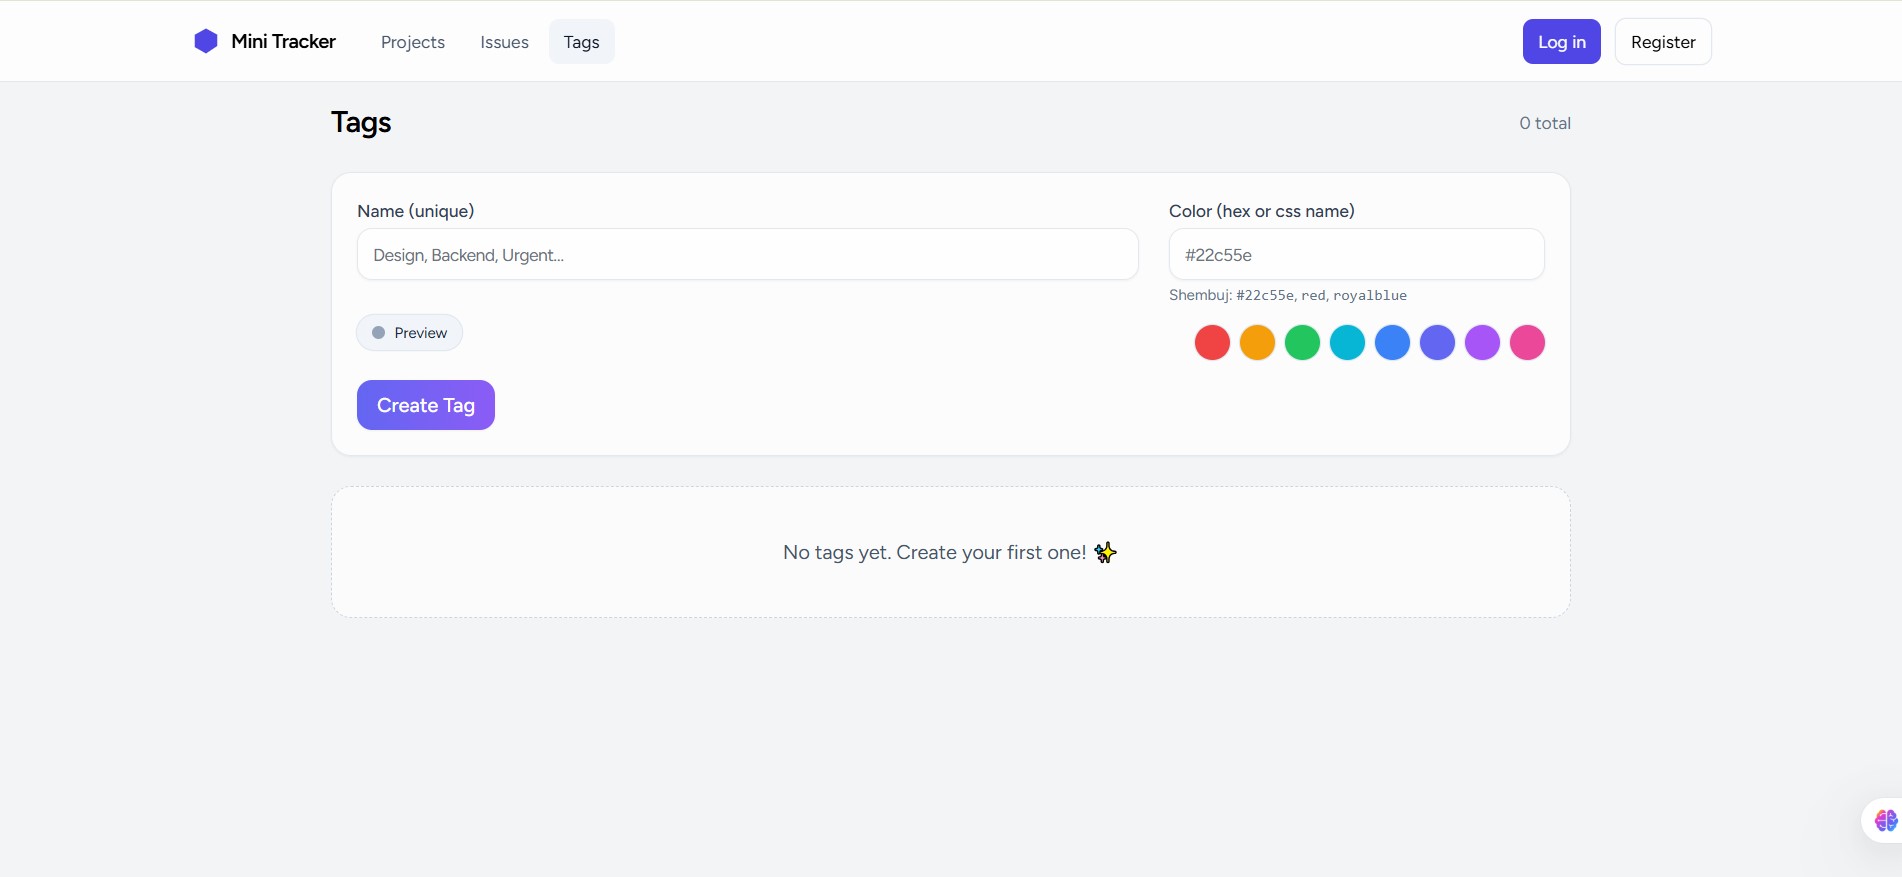 Mini Tracker
Projects
Issues
Tags
Log in
Register
Tags
0 total
Name (unique)
Design, Backend, Urgent...
Color (hex or css name)
#22c55e
Shembuj: #22c55e, red, royalblue
Preview
Create Tag
No tags yet. Create your first one! ✨